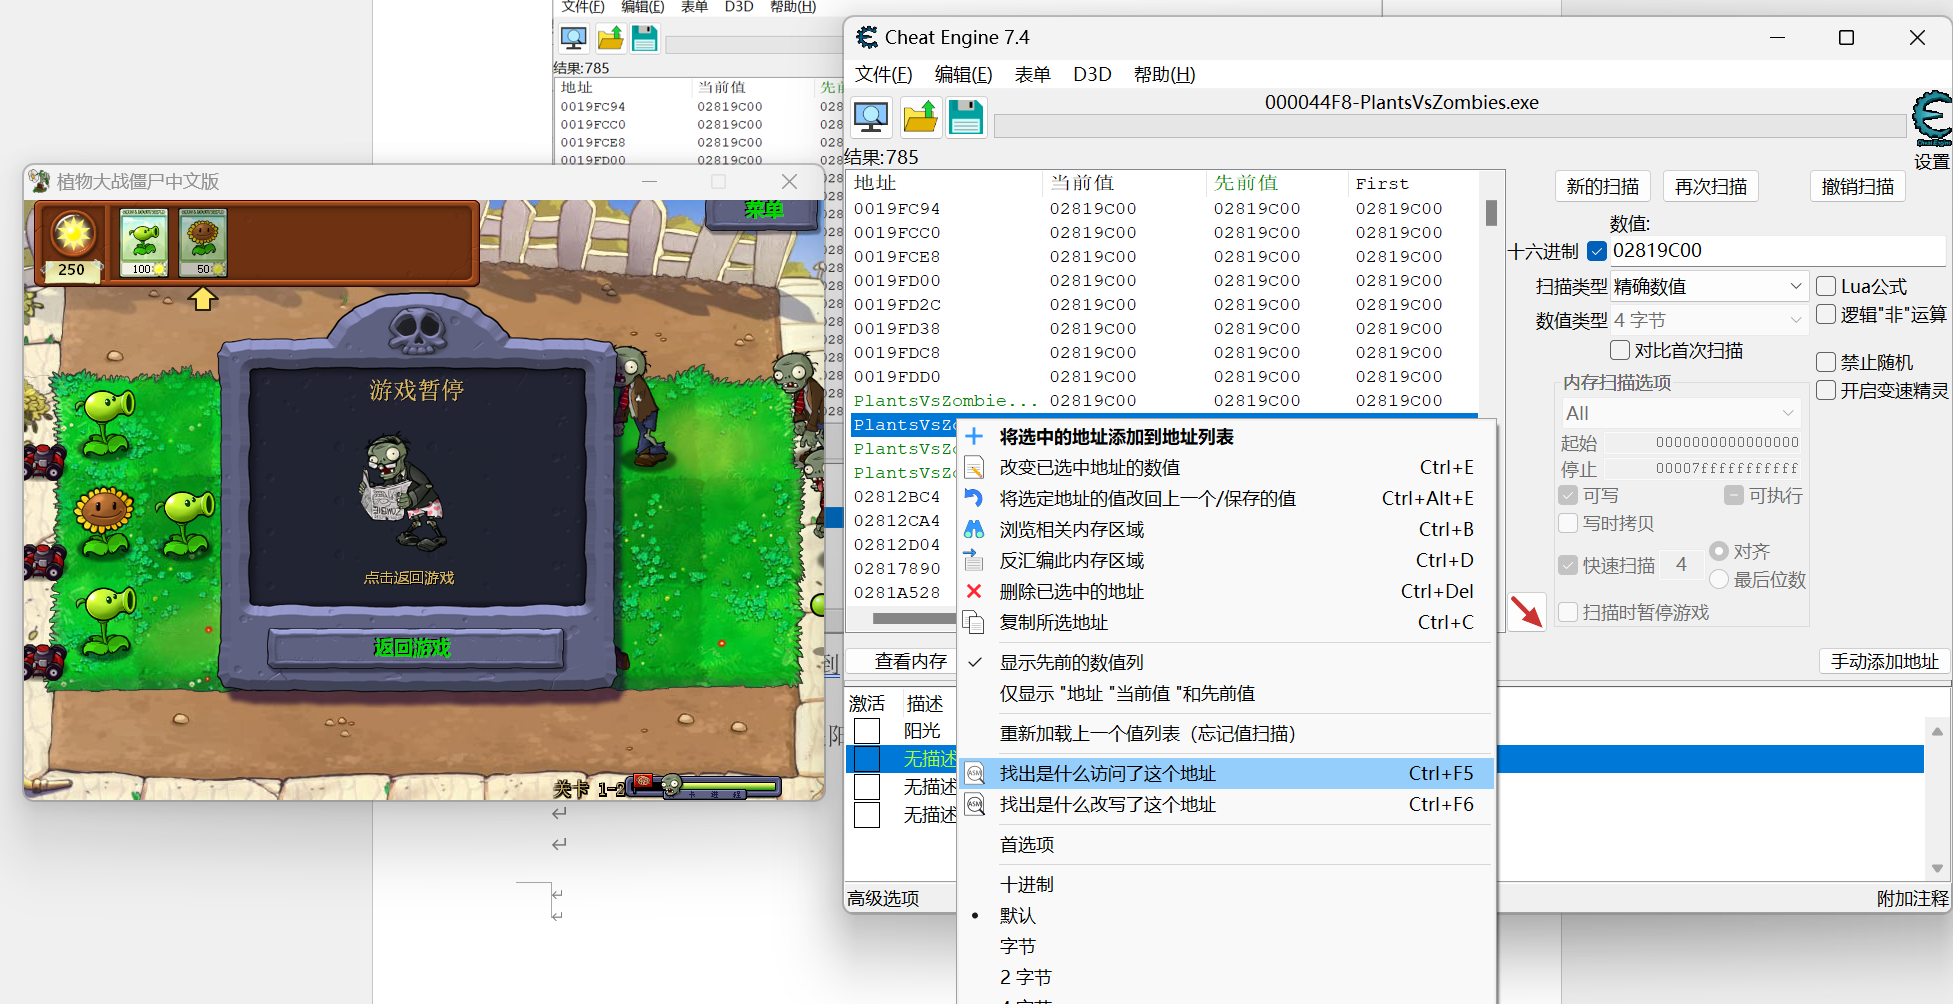 文件(F) 编辑(E) 表单 D3D 帮助(H)
结果:785
地址 当前值 先前
0019FC94 02819C00 028
0019FCC0 02819C00 028
0019FCE8 02819C00 028
0019FD00 02819C00 028
植物大战僵尸中文版
菜单
250
100
50
游戏暂停
ZOMBIE
点击返回游戏
返回游戏
关卡 1-2
Cheat Engine 7.4
文件(F) 编辑(E) 表单 D3D 帮助(H)
000044F8-PlantsVsZombies.exe
Cheat Engine
设置
结果:785
地址 当前值 先前值 First
0019FC94 02819C00 02819C00 02819C00
0019FCC0 02819C00 02819C00 02819C00
0019FCE8 02819C00 02819C00 02819C00
0019FD00 02819C00 02819C00 02819C00
0019FD2C 02819C00 02819C00 02819C00
0019FD38 02819C00 02819C00 02819C00
0019FDC8 02819C00 02819C00 02819C00
0019FDD0 02819C00 02819C00 02819C00
PlantsVsZombie... 02819C00 02819C00 02819C00
PlantsVsZo
PlantsVsZo
PlantsVsZo
02812BC4
02812CA4
02812D04
02817890
0281A528
新的扫描 再次扫描 撤销扫描
数值:
十六进制 02819C00
扫描类型 精确数值
数值类型 4 字节
Lua公式
逻辑"非"运算
对比首次扫描
禁止随机
开启变速精灵
内存扫描选项
All
起始 0000000000000000
停止 00007fffffffffff
可写 可执行
写时拷贝
快速扫描 4 对齐
最后位数
扫描时暂停游戏
查看内存
手动添加地址
激活 描述
阳光
无描述
无描述
无描述
高级选项
附加注释
将选中的地址添加到地址列表
改变已选中地址的数值 Ctrl+E
将选定地址的值改回上一个/保存的值 Ctrl+Alt+E
浏览相关内存区域 Ctrl+B
反汇编此内存区域 Ctrl+D
删除已选中的地址 Ctrl+Del
复制所选地址 Ctrl+C
显示先前的数值列
仅显示 "地址 "当前值 "和先前值
重新加载上一个值列表（忘记值扫描）
找出是什么访问了这个地址 Ctrl+F5
找出是什么改写了这个地址 Ctrl+F6
首选项
十进制
默认
字节
2 字节